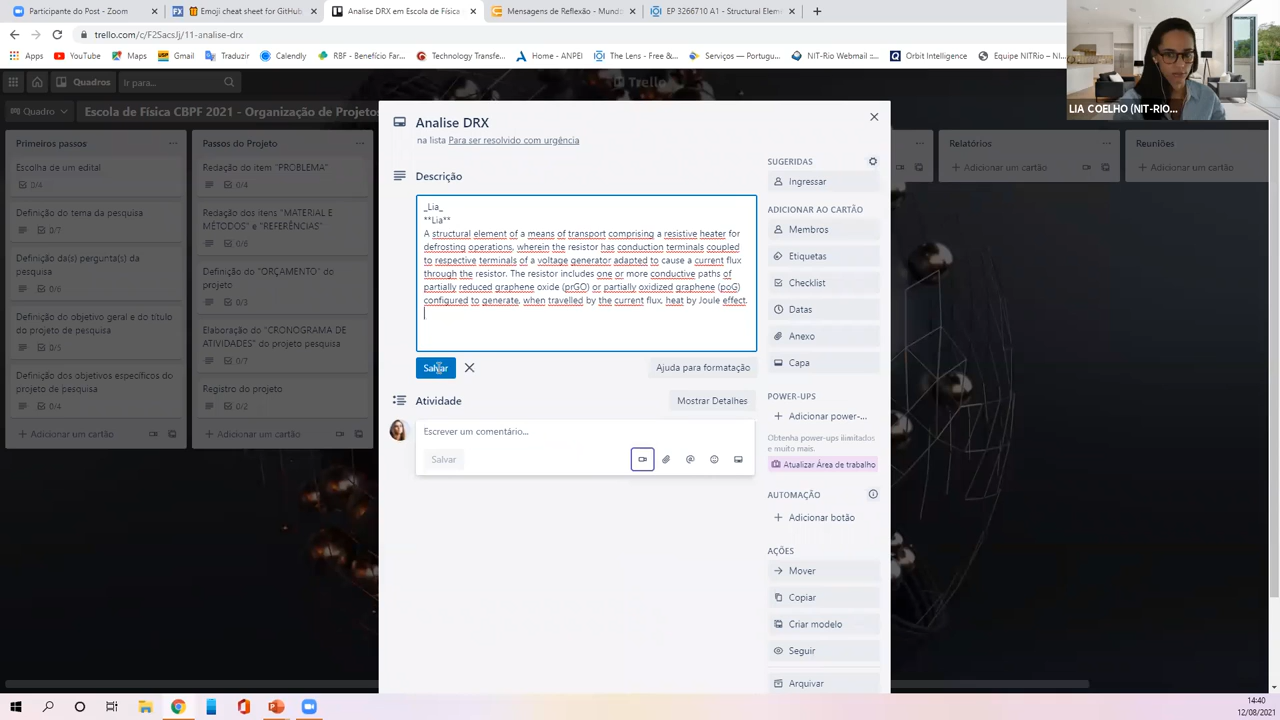 Participante do Post - Zoom
Emoji cheat sheet for GitHub
Analise DRX em Escola de Física
Mensagens de Reflexão - Mund
EP 3266710 A1 - Structural Elem
trello.com/c/F2SacsJj/11-analise-drx
YouTube
Maps
Tradutor
Calendly
RBF - Benefício Far...
Technology Transfe...
Home - ANPEI
The Lens - Free &...
Serviços — Portugu...
NIT-Rio Webmail ::...
Orbit Intelligence
Equipe NITRio – NI...
LIA COELHO (NIT-RIO...
Quadros
Ir para...
Trello
Quadro
Escola de Física CBPF 2021 - Organização de Projetos
Primeiros passos
Escolha de um edital
0/4
Definição do tema da pesquisa
0/4
Definição da(s) pergunta(s) da
pesquisa
0/4
Definição do objetivo geral e do título
do projeto de pesquisa
0/5
Definição dos objetivos específicos do
projeto de pesquisa
0/4
Adicionar um cartão
Passos do Projeto
Redação do item "PROBLEMA"
0/4
Redação dos itens "MATERIAL E
MÉTODOS" e "REFERÊNCIAS"
0/3
Definição do "ORÇAMENTO" do
projeto
0/3
Elaboração do "CRONOGRAMA DE
ATIVIDADES" do projeto pesquisa
0/3
Registro do projeto
0/3
Adicionar um cartão
Analise DRX
na lista Para ser resolvido com urgência
Descrição
_Lia_
**Lia**
A structural element of a means of transport comprising a resistive heater for
defrosting operations, wherein the resistor has conduction terminals coupled
to respective terminals of a voltage generator adapted to cause a current flux
through the resistor. The resistor includes one or more conductive paths of
partially reduced graphene oxide (prGO) or partially oxidized graphene (poG)
configured to generate, when travelled by the current flux, heat by Joule effect.
Salvar
Ajuda para formatação
Atividade
Mostrar Detalhes
Escrever um comentário...
Salvar
SUGERIDAS
Ingressar
ADICIONAR AO CARTÃO
Membros
Etiquetas
Checklist
Datas
Anexo
Capa
POWER-UPS
Adicionar power-...
Obtenha power-ups ilimitados
e muito mais.
Atualizar Área de trabalho
AUTOMAÇÃO
Adicionar botão
AÇÕES
Mover
Copiar
Criar modelo
Seguir
Arquivar
Relatórios
Adicionar um cartão
Reuniões
Adicionar um cartão
14:40
12/08/2021